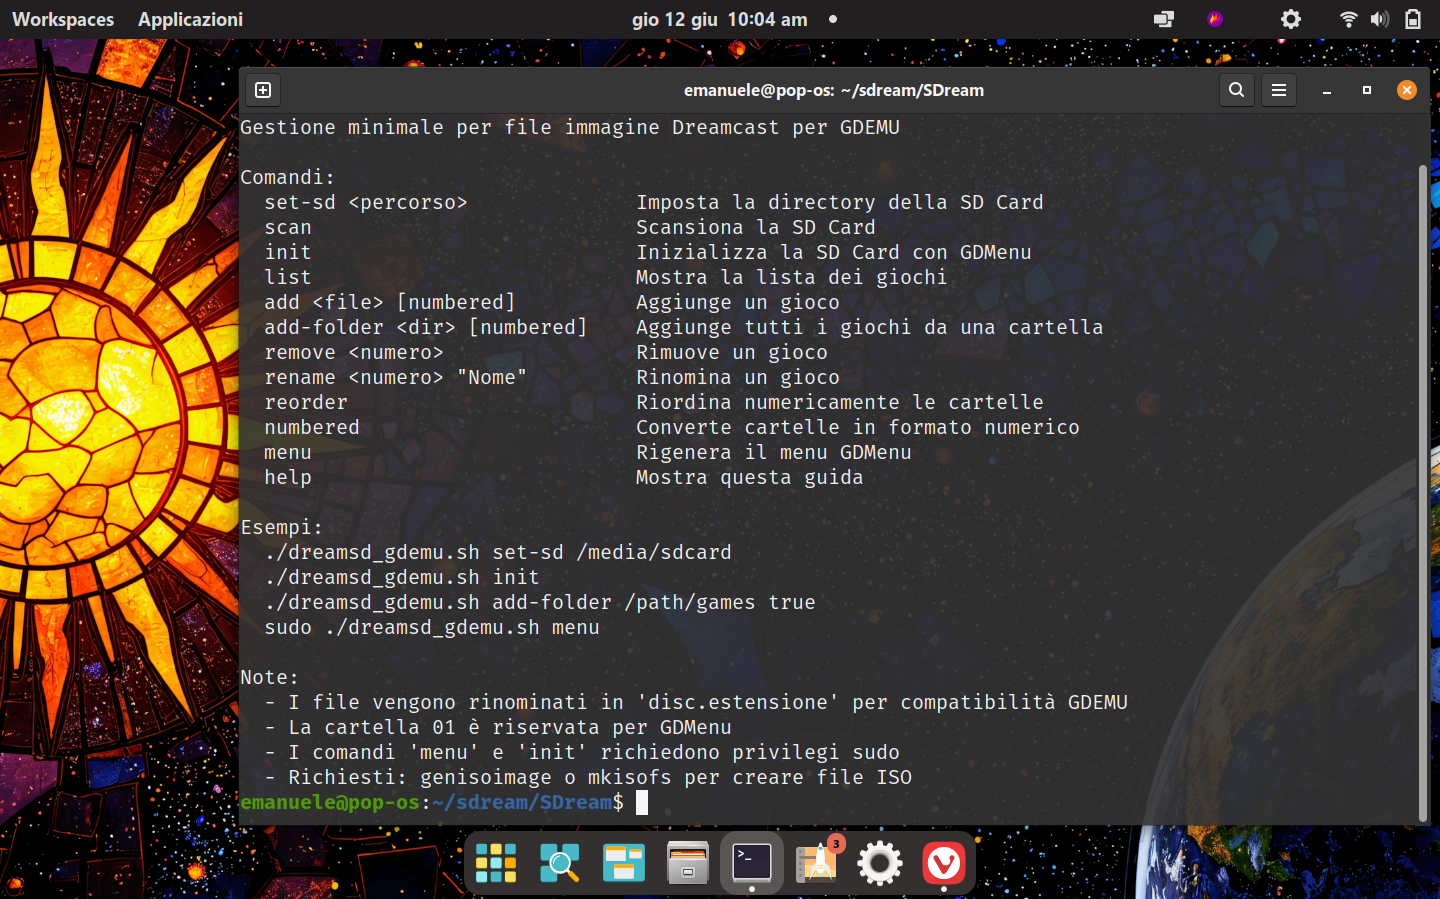 Workspaces Applicazioni gio 12 giu 10:04 am
emanuele@pop-os: ~/sdream/SDream
Gestione minimale per file immagine Dreamcast per GDEMU
Comandi:
set-sd <percorso> Imposta la directory della SD Card
scan Scansiona la SD Card
init Inizializza la SD Card con GDMenu
list Mostra la lista dei giochi
add <file> [numbered] Aggiunge un gioco
add-folder <dir> [numbered] Aggiunge tutti i giochi da una cartella
remove <numero> Rimuove un gioco
rename <numero> "Nome" Rinomina un gioco
reorder Riordina numericamente le cartelle
numbered Converte cartelle in formato numerico
menu Rigenera il menu GDMenu
help Mostra questa guida
Esempi:
./dreamsd_gdemu.sh set-sd /media/sdcard
./dreamsd_gdemu.sh init
./dreamsd_gdemu.sh add-folder /path/games true
sudo ./dreamsd_gdemu.sh menu
Note:
- I file vengono rinominati in 'disc.estensione' per compatibilità GDEMU
- La cartella 01 è riservata per GDMenu
- I comandi 'menu' e 'init' richiedono privilegi sudo
- Richiesti: genisoimage o mkisofs per creare file ISO
emanuele@pop-os:~/sdream/SDream$
>_ 3